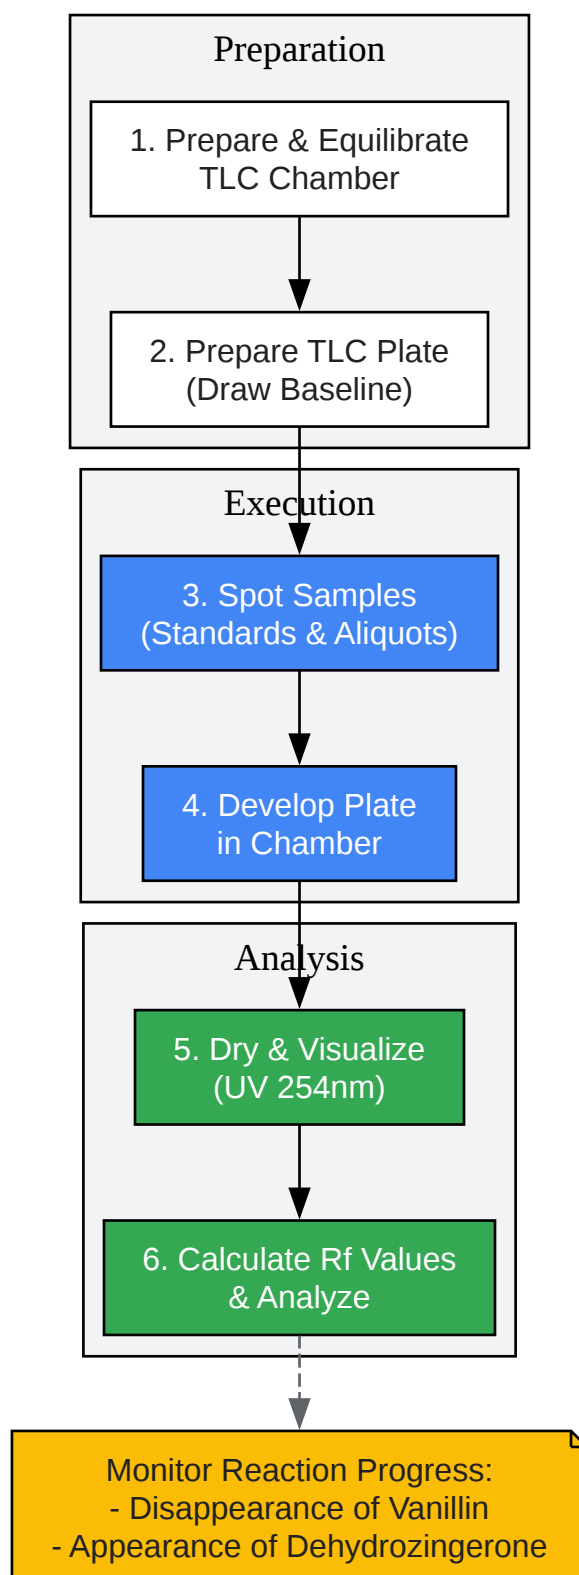 Preparation
1. Prepare & Equilibrate
TLC Chamber
2. Prepare TLC Plate
(Draw Baseline)
Execution
3. Spot Samples
(Standards & Aliquots)
4. Develop Plate
in Chamber
Analysis
5. Dry & Visualize
(UV 254nm)
6. Calculate Rf Values
& Analyze
Monitor Reaction Progress:
- Disappearance of Vanillin
- Appearance of Dehydrozingerone